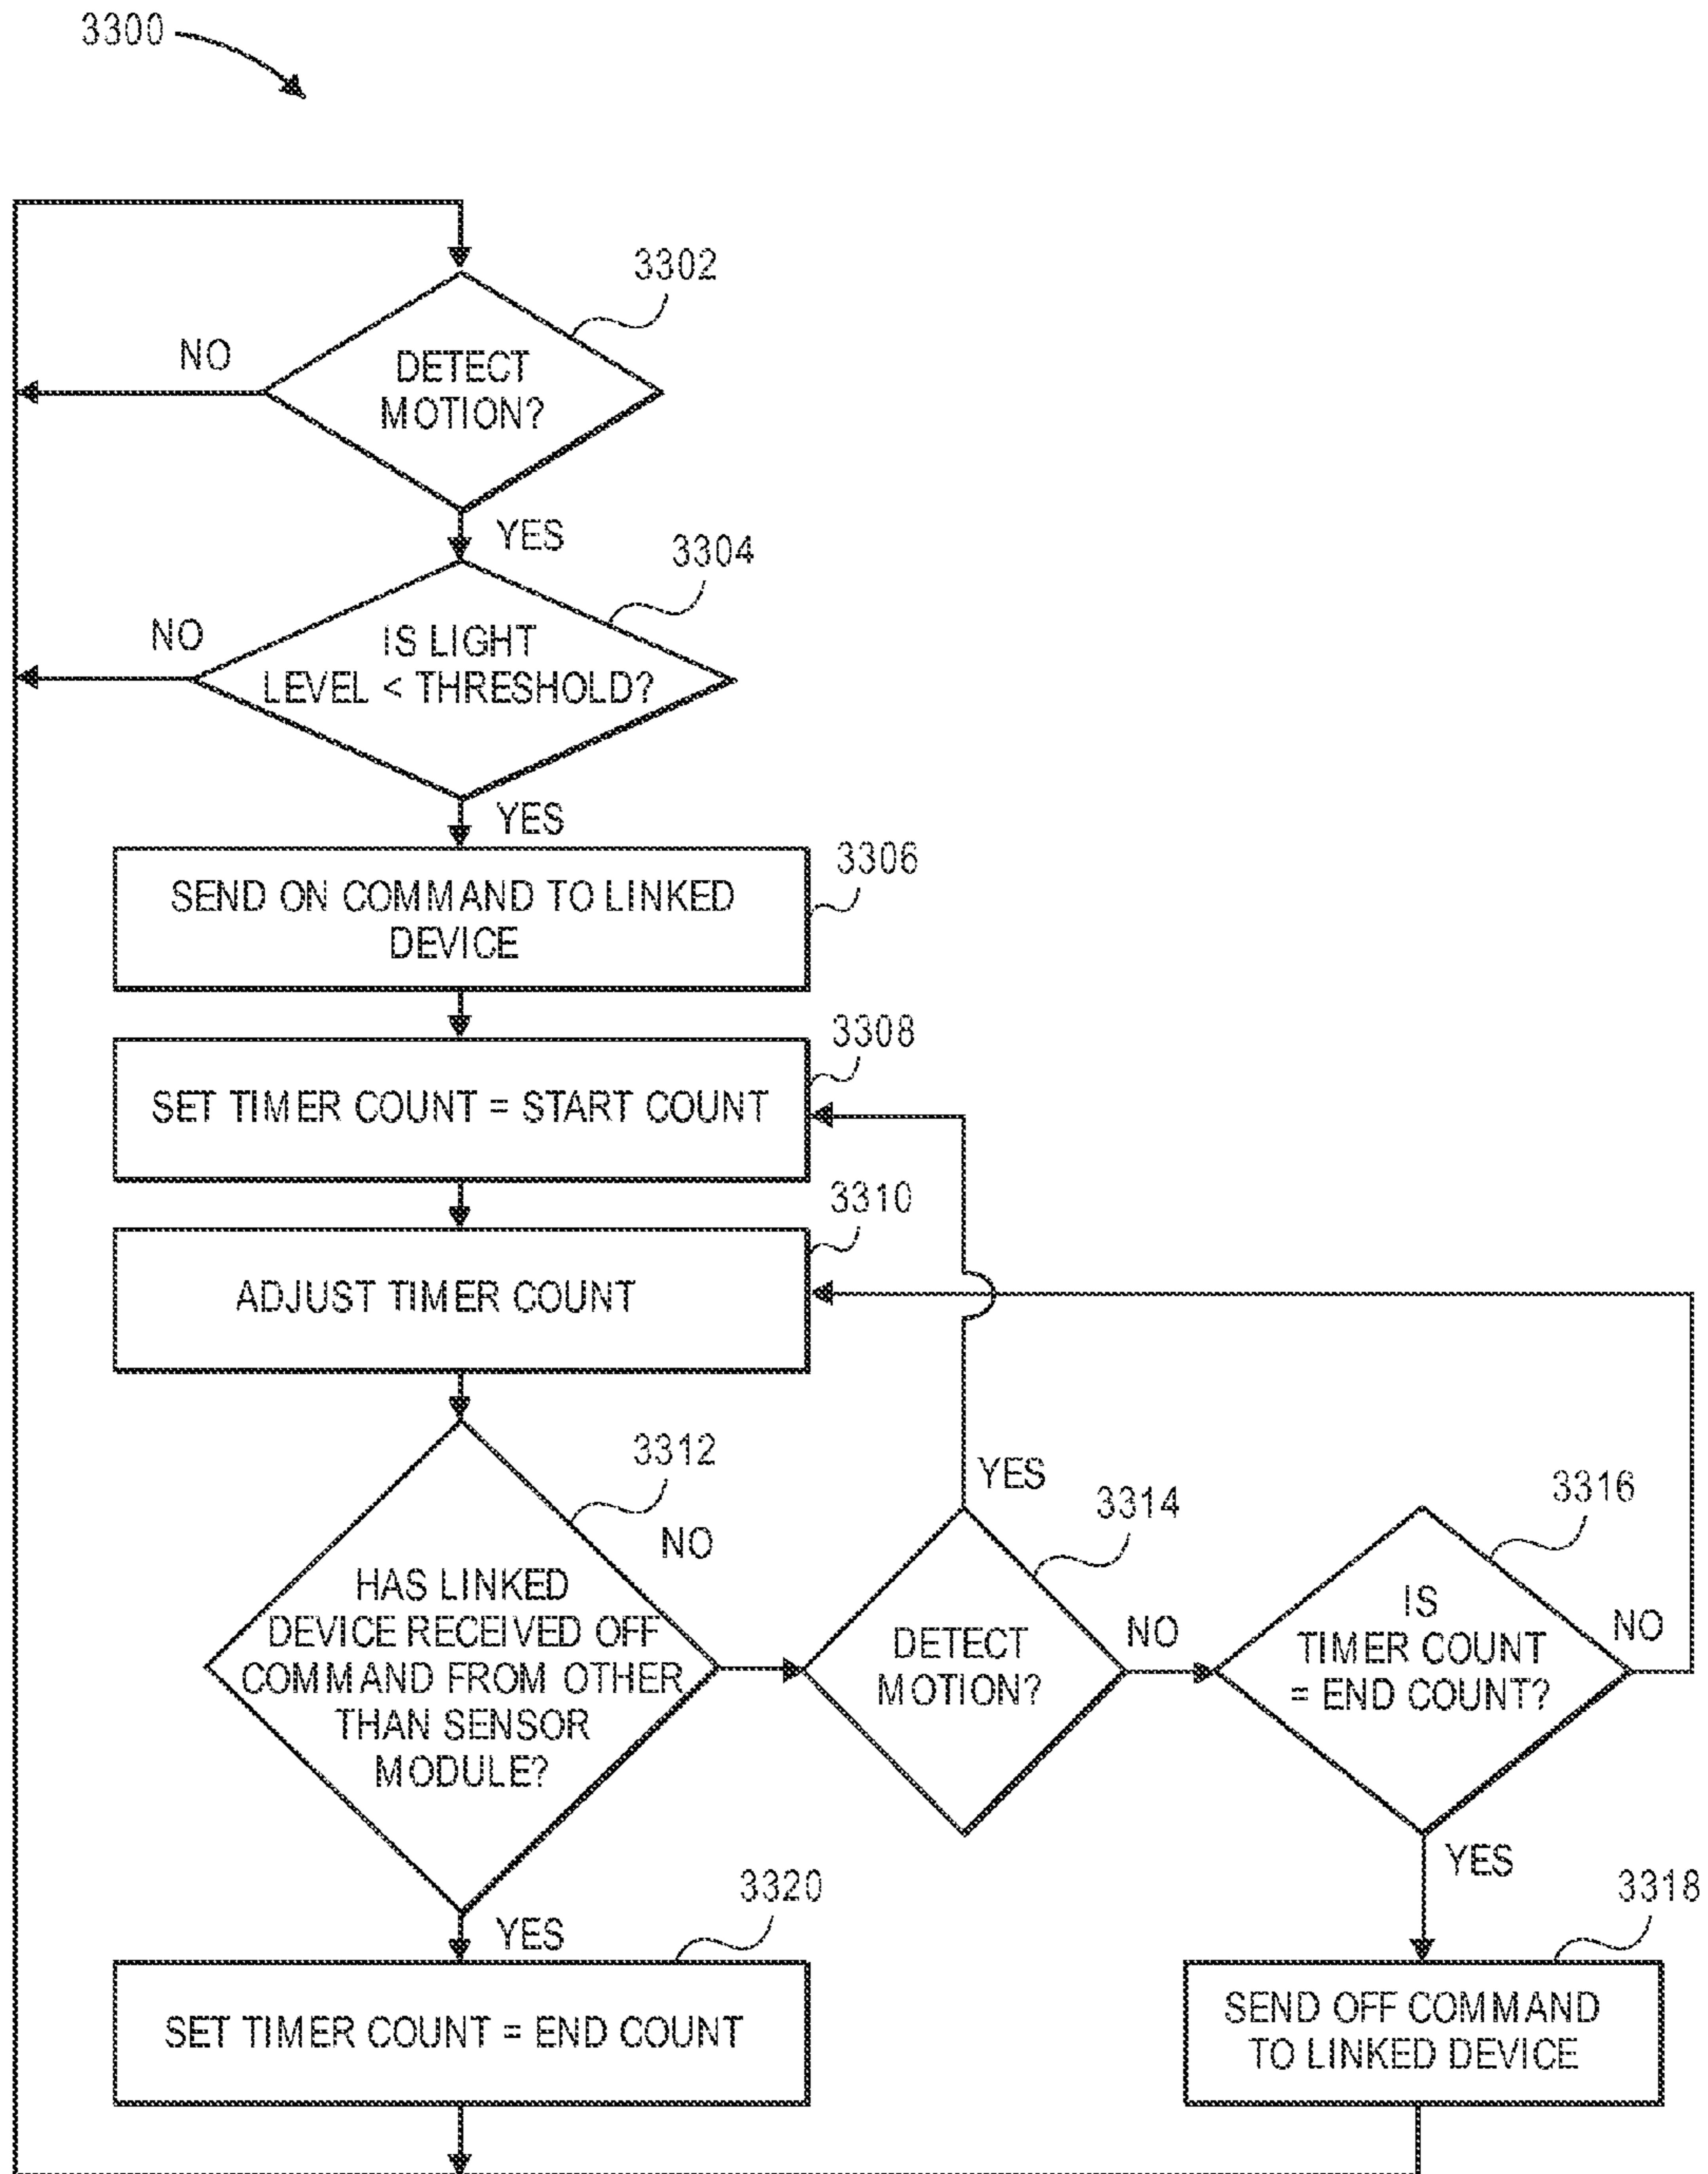 3300
3302
NO
DETECT
MOTION?
YES
3304
NO
IS LIGHT
LEVEL < THRESHOLD?
YES
3306
SEND ON COMMAND TO LINKED
DEVICE
3308
SET TIMER COUNT = START COUNT
3310
ADJUST TIMER COUNT
3312
NO
HAS LINKED
DEVICE RECEIVED OFF
COMMAND FROM OTHER
THAN SENSOR
MODULE?
YES
3314
DETECT
MOTION?
NO
3316
IS
TIMER COUNT
= END COUNT?
NO
YES
3320
YES
SET TIMER COUNT = END COUNT
3318
SEND OFF COMMAND
TO LINKED DEVICE